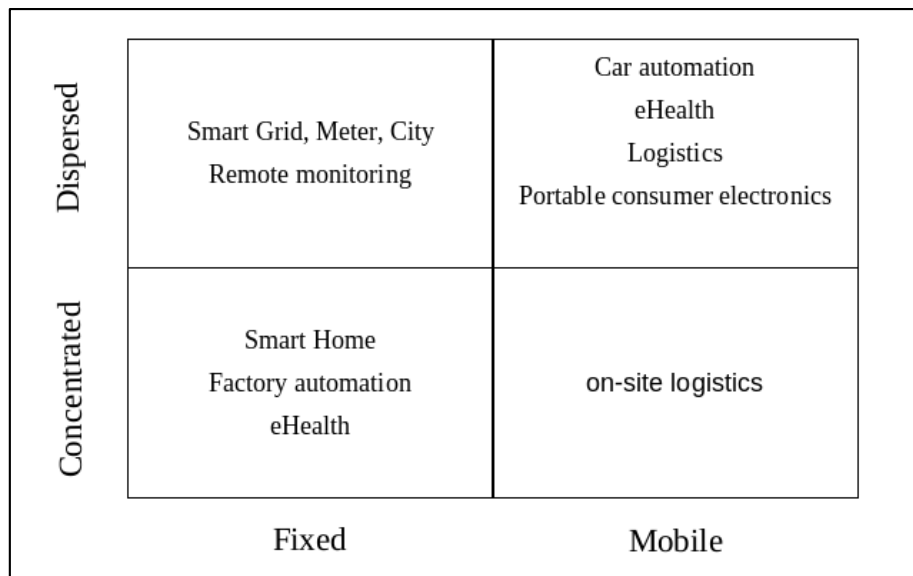 Dispersed
Smart Grid, Meter, City
Remote monitoring
Car automation
eHealth
Logistics
Portable consumer electronics
Concentrated
Smart Home
Factory automation
eHealth
on-site logistics
Fixed
Mobile